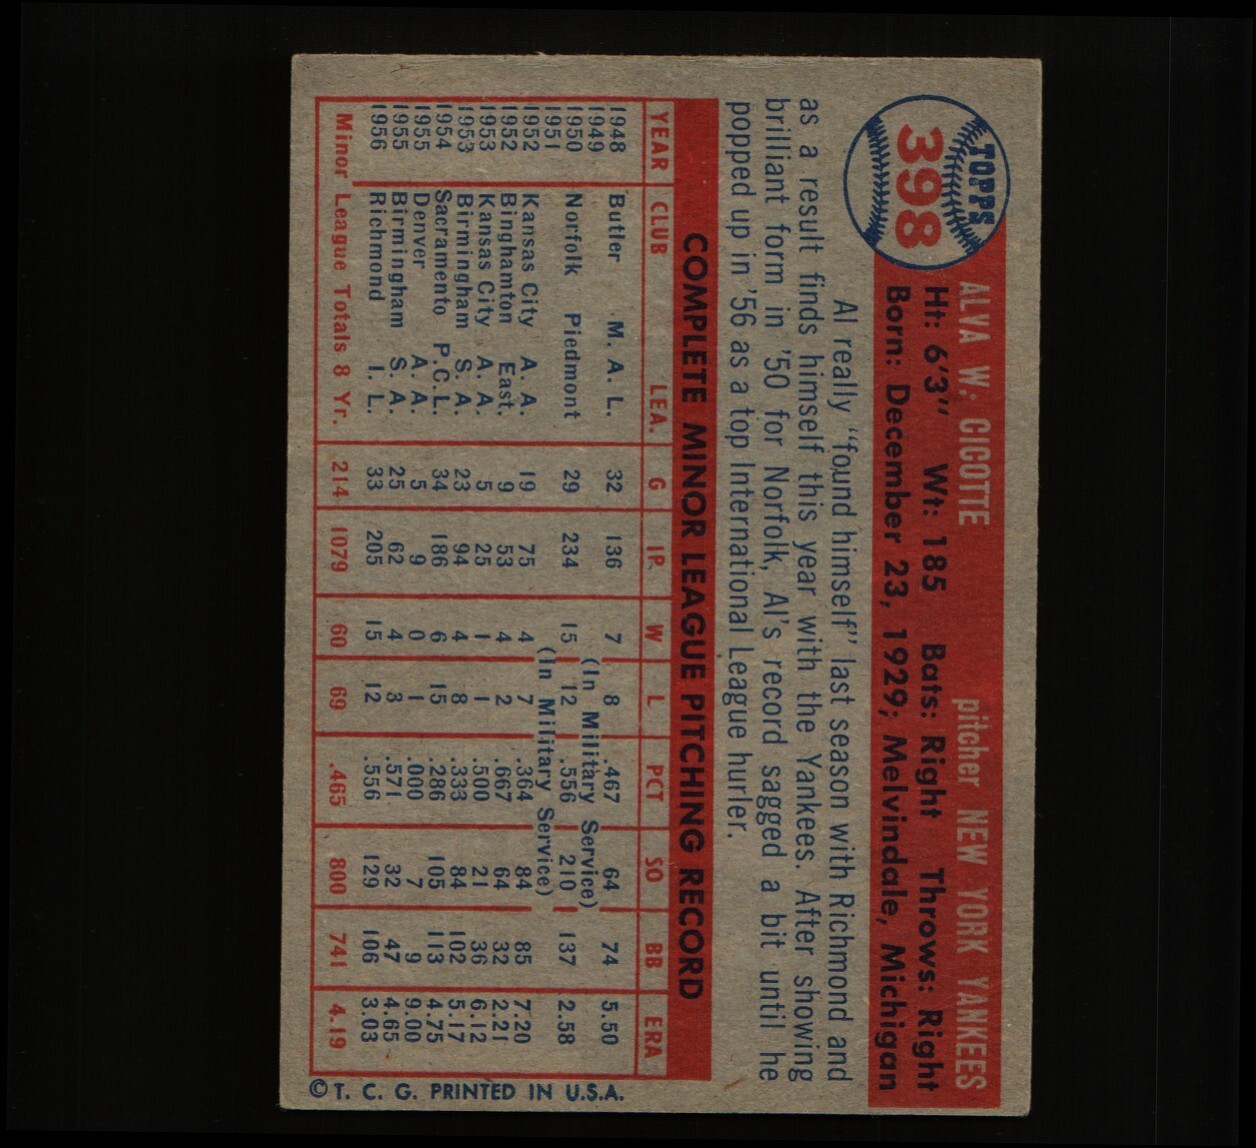 TOPPS
398
ALVA W. CICOTTE pitcher NEW YORK YANKEES
Ht: 6'3" Wt: 185 Bats: Right Throws: Right
Born: December 23, 1929; Melvindale, Michigan
Al really "found himself" last season with Richmond and
as a result finds himself this year with the Yankees. After showing
brilliant form in '50 for Norfolk, Al's record sagged a bit until he
popped up in '56 as a top International League hurler.
COMPLETE MINOR LEAGUE PITCHING RECORD
YEAR CLUB LEA. G IP W L PCT SO BB ERA
1948 Butler M. A. L. 32 136 7 8 .467 64 74 5.50
1949 (In Military Service)
1950 Norfolk Piedmont 29 234 15 12 .556 210 137 2.58
1951 (In Military Service)
1952 Kansas City A. A. 19 75 4 7 .364 84 85 7.20
1952 Binghamton East. 9 53 4 2 .667 64 32 2.21
1953 Kansas City A. A. 5 25 1 1 .500 21 36 6.12
1953 Birmingham S. A. 23 94 4 8 .333 84 102 5.17
1954 Sacramento P.C.L. 34 186 6 15 .286 105 113 4.75
1955 Denver A. A. 5 9 0 1 .000 7 9 9.00
1955 Birmingham S. A. 25 62 4 3 .571 32 47 4.65
1956 Richmond I. L. 33 205 15 12 .556 129 106 3.03
Minor League Totals 8 Yr. 214 1079 60 69 .465 800 741 4.19
© T. C. G. PRINTED IN U.S.A.